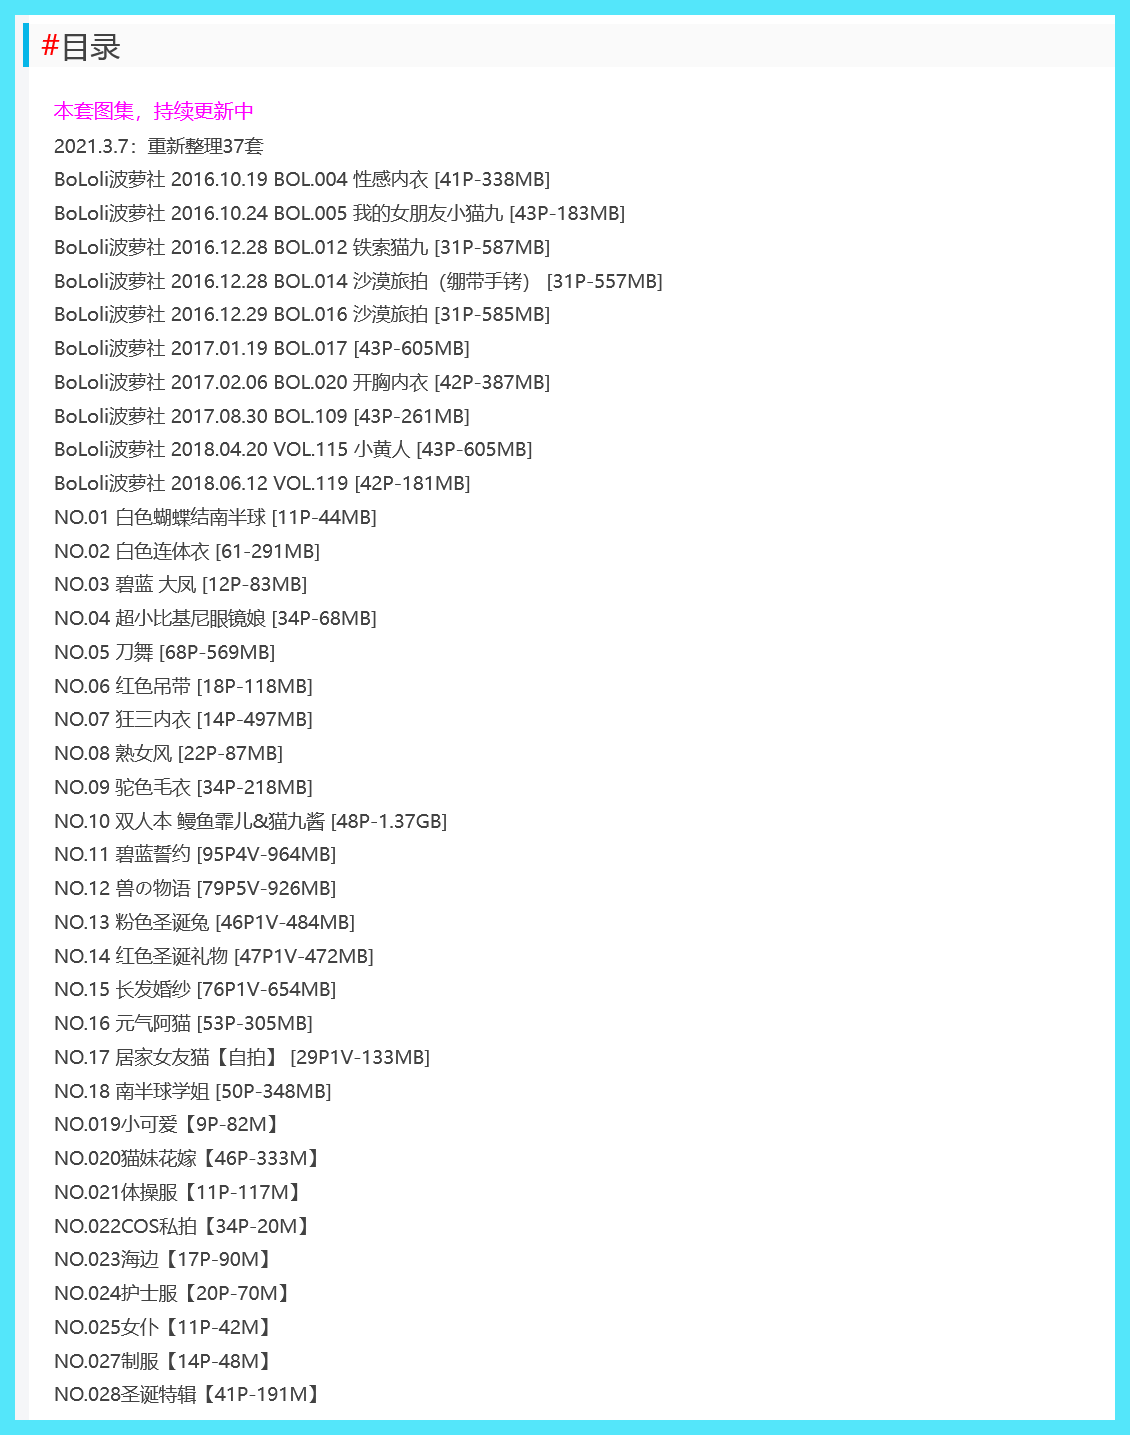 #目录
本套图集，持续更新中
2021.3.7：重新整理37套
BoLoli波萝社 2016.10.19 BOL.004 性感内衣 [41P-338MB]
BoLoli波萝社 2016.10.24 BOL.005 我的女朋友小猫九 [43P-183MB]
BoLoli波萝社 2016.12.28 BOL.012 铁索猫九 [31P-587MB]
BoLoli波萝社 2016.12.28 BOL.014 沙漠旅拍（绷带手铐） [31P-557MB]
BoLoli波萝社 2016.12.29 BOL.016 沙漠旅拍 [31P-585MB]
BoLoli波萝社 2017.01.19 BOL.017 [43P-605MB]
BoLoli波萝社 2017.02.06 BOL.020 开胸内衣 [42P-387MB]
BoLoli波萝社 2017.08.30 BOL.109 [43P-261MB]
BoLoli波萝社 2018.04.20 VOL.115 小黄人 [43P-605MB]
BoLoli波萝社 2018.06.12 VOL.119 [42P-181MB]
NO.01 白色蝴蝶结南半球 [11P-44MB]
NO.02 白色连体衣 [61-291MB]
NO.03 碧蓝 大凤 [12P-83MB]
NO.04 超小比基尼眼镜娘 [34P-68MB]
NO.05 刀舞 [68P-569MB]
NO.06 红色吊带 [18P-118MB]
NO.07 狂三内衣 [14P-497MB]
NO.08 熟女风 [22P-87MB]
NO.09 驼色毛衣 [34P-218MB]
NO.10 双人本 鳗鱼霏儿&猫九酱 [48P-1.37GB]
NO.11 碧蓝誓约 [95P4V-964MB]
NO.12 兽の物语 [79P5V-926MB]
NO.13 粉色圣诞兔 [46P1V-484MB]
NO.14 红色圣诞礼物 [47P1V-472MB]
NO.15 长发婚纱 [76P1V-654MB]
NO.16 元气阿猫 [53P-305MB]
NO.17 居家女友猫【自拍】 [29P1V-133MB]
NO.18 南半球学姐 [50P-348MB]
NO.019小可爱【9P-82M】
NO.020猫妹花嫁【46P-333M】
NO.021体操服【11P-117M】
NO.022COS私拍【34P-20M】
NO.023海边【17P-90M】
NO.024护士服【20P-70M】
NO.025女仆【11P-42M】
NO.027制服【14P-48M】
NO.028圣诞特辑【41P-191M】